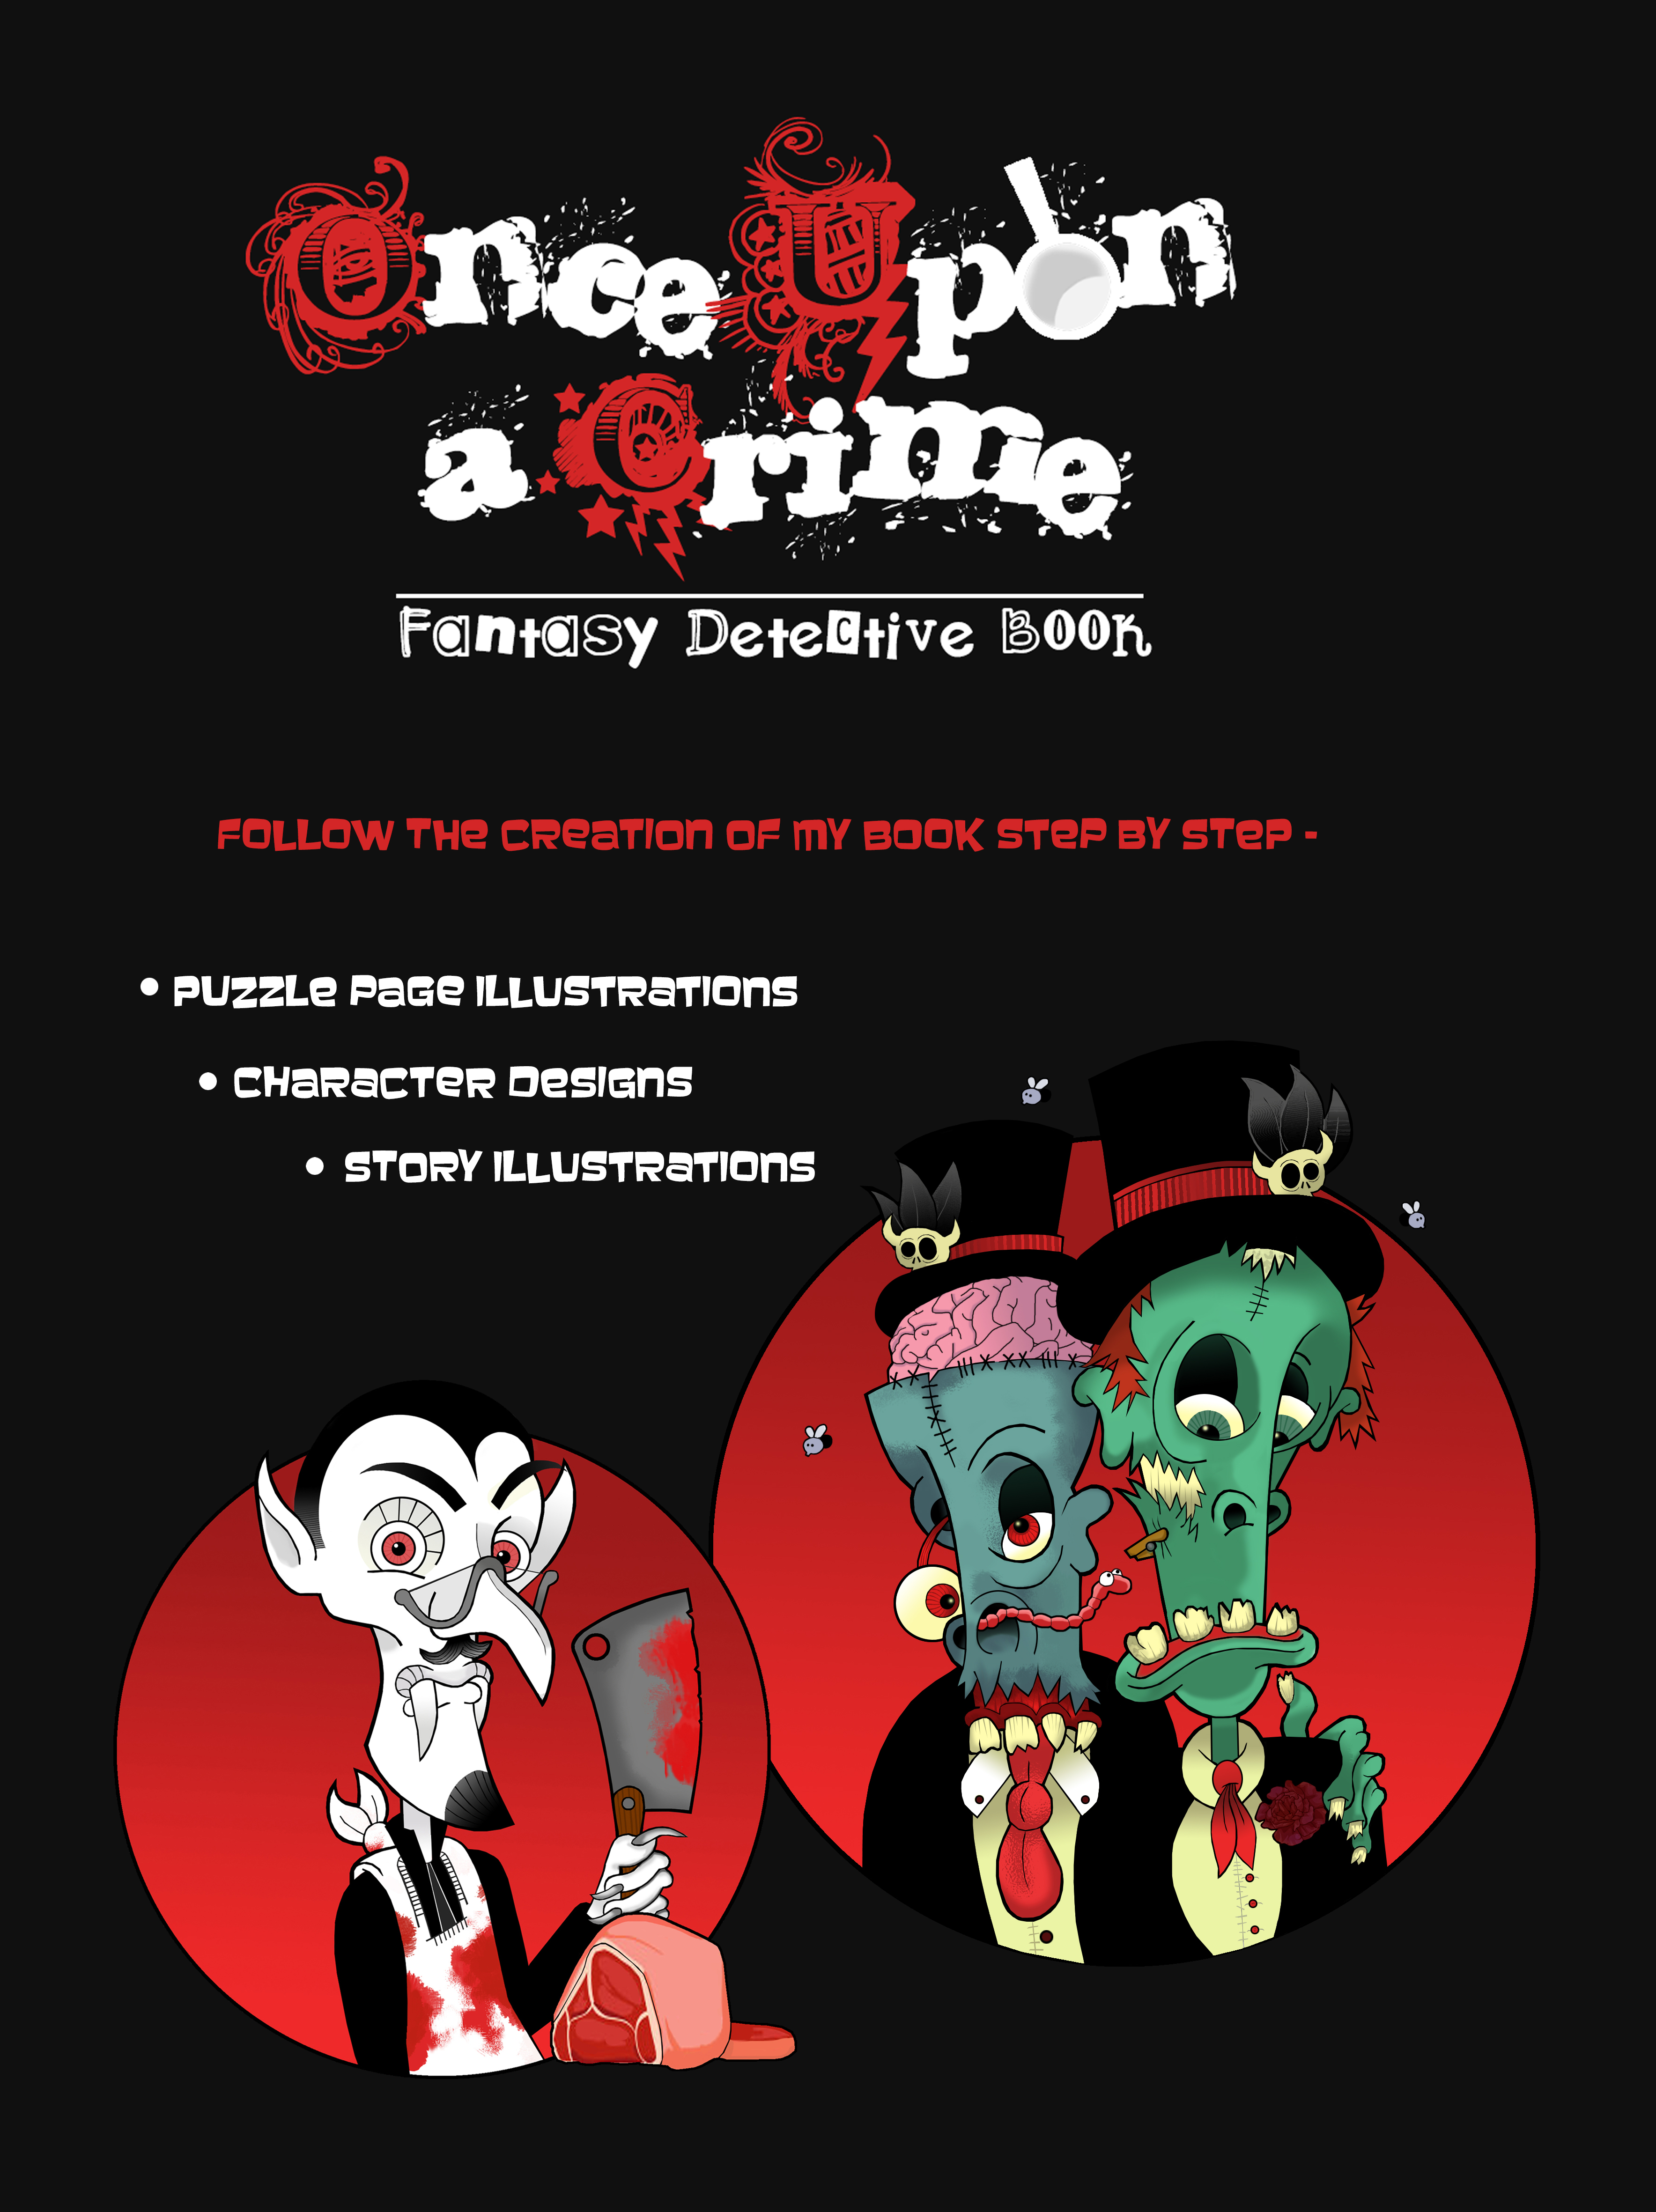 Once Upon
a Crime
Fantasy Detective Book
FOLLOW THE CREATION OF MY BOOK STEP BY STEP -
• PUZZLE PAGE ILLUSTRATIONS
• CHARACTER DESIGNS
• STORY ILLUSTRATIONS